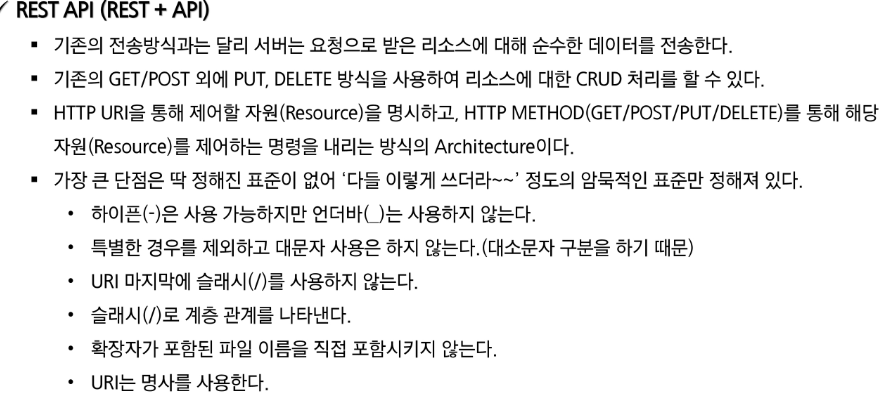 ✓ REST API (REST + API)
▪ 기존의 전송방식과는 달리 서버는 요청으로 받은 리소스에 대해 순수한 데이터를 전송한다.
▪ 기존의 GET/POST 외에 PUT, DELETE 방식을 사용하여 리소스에 대한 CRUD 처리를 할 수 있다.
▪ HTTP URI을 통해 제어할 자원(Resource)을 명시하고, HTTP METHOD(GET/POST/PUT/DELETE)를 통해 해당
자원(Resource)를 제어하는 명령을 내리는 방식의 Architecture이다.
▪ 가장 큰 단점은 딱 정해진 표준이 없어 ‘다들 이렇게 쓰더라~~’ 정도의 암묵적인 표준만 정해져 있다.
• 하이픈(-)은 사용 가능하지만 언더바(_)는 사용하지 않는다.
• 특별한 경우를 제외하고 대문자 사용은 하지 않는다.(대소문자 구분을 하기 때문)
• URI 마지막에 슬래시(/)를 사용하지 않는다.
• 슬래시(/)로 계층 관계를 나타낸다.
• 확장자가 포함된 파일 이름을 직접 포함시키지 않는다.
• URI는 명사를 사용한다.